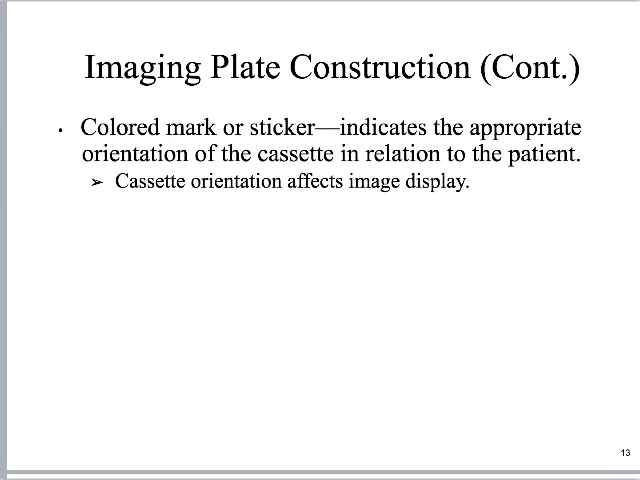 Imaging Plate Construction (Cont.)
• Colored mark or sticker—indicates the appropriate
orientation of the cassette in relation to the patient.
➢ Cassette orientation affects image display.
13